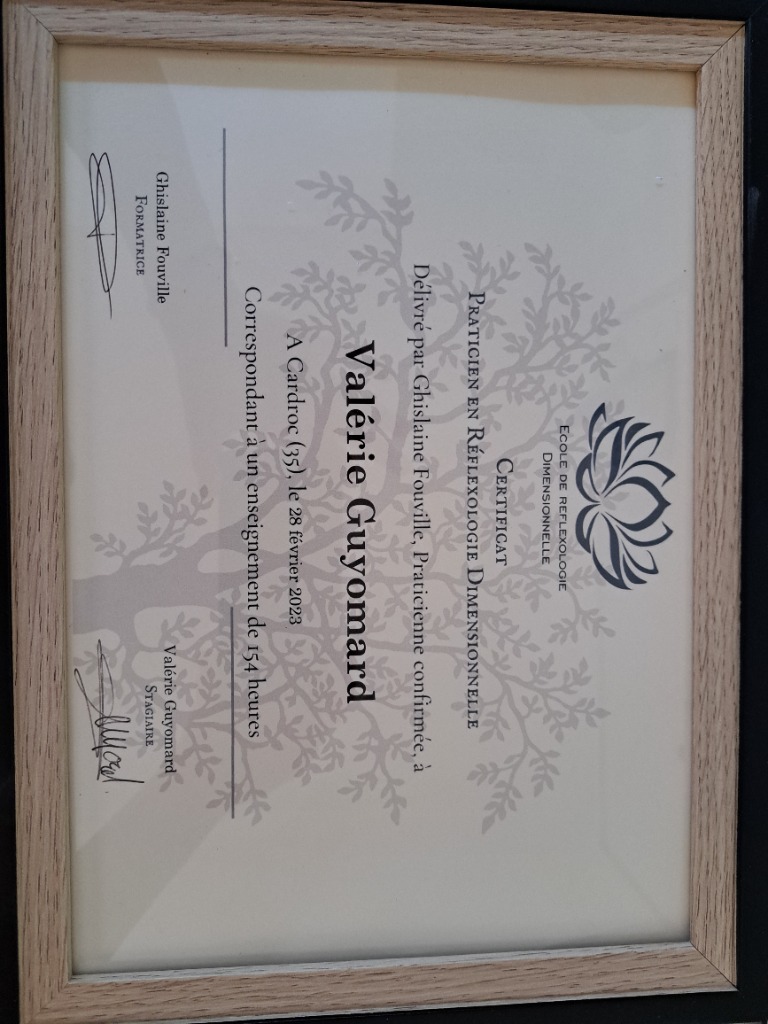 ECOLE DE REFLEXOLOGIE
DIMENSIONNELLE
CERTIFICAT
PRATICIEN EN RÉFLEXOLOGIE DIMENSIONNELLE
Délivré par Ghislaine Fouville, Praticienne confirmée, à
Valérie Guyomard
A Cardroc (35), le 28 février 2023
Correspondant à un enseignement de 154 heures
Ghislaine Fouville
FORMATRICE
Valérie Guyomard
STAGIAIRE